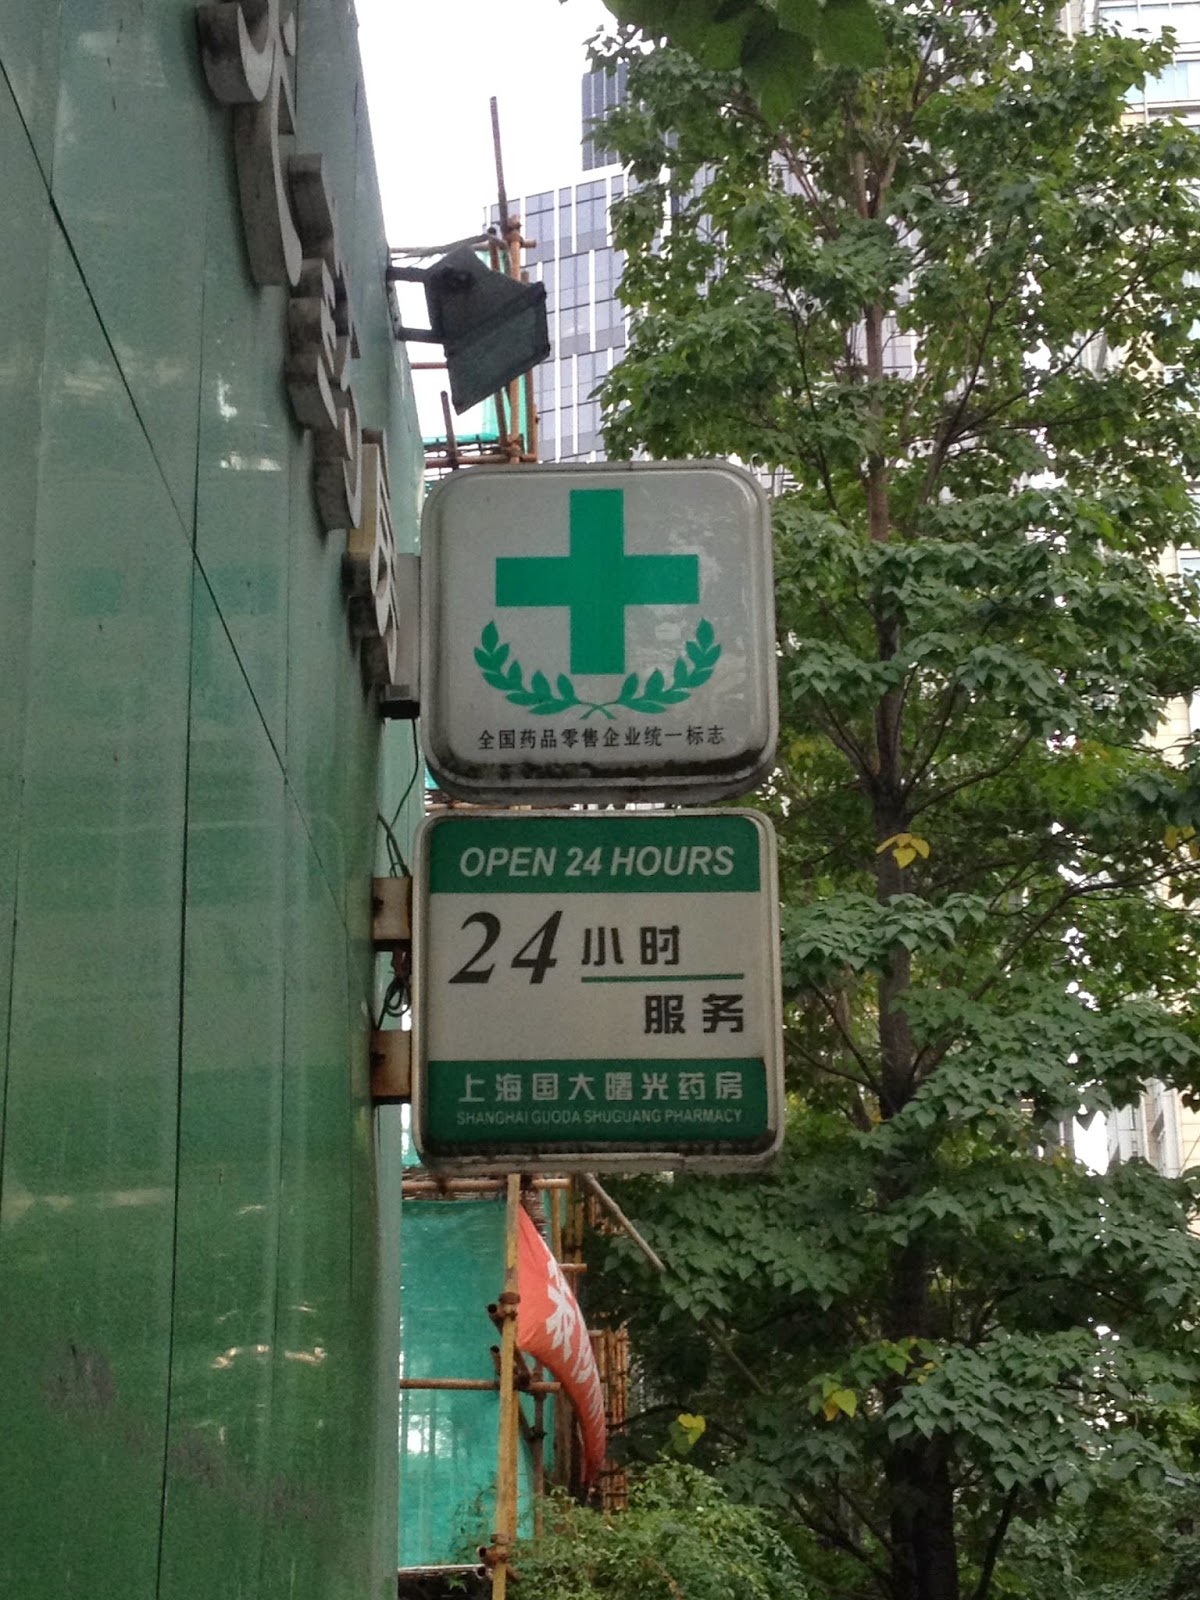 全国药品零售企业统一标志
OPEN 24 HOURS
24 小时
服务
上海国大曙光药房
SHANGHAI GUODA SHUGUANG PHARMACY